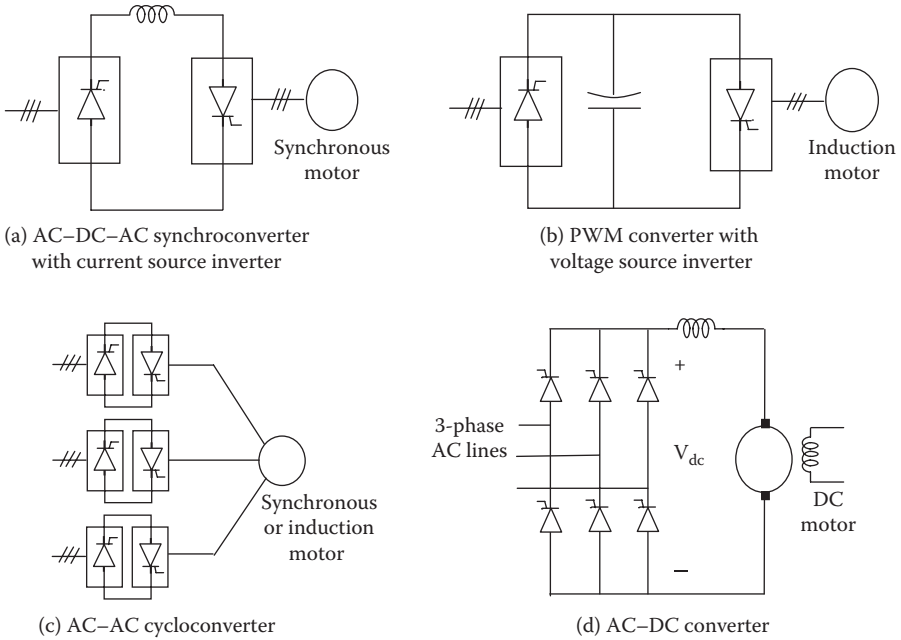 Synchronous
motor
Induction
motor
(a) AC–DC–AC synchroconverter
with current source inverter
(b) PWM converter with
voltage source inverter
Synchronous
or induction
motor
(c) AC–AC cycloconverter
+
3-phase
AC lines
V_dc
DC
motor
–
(d) AC–DC converter